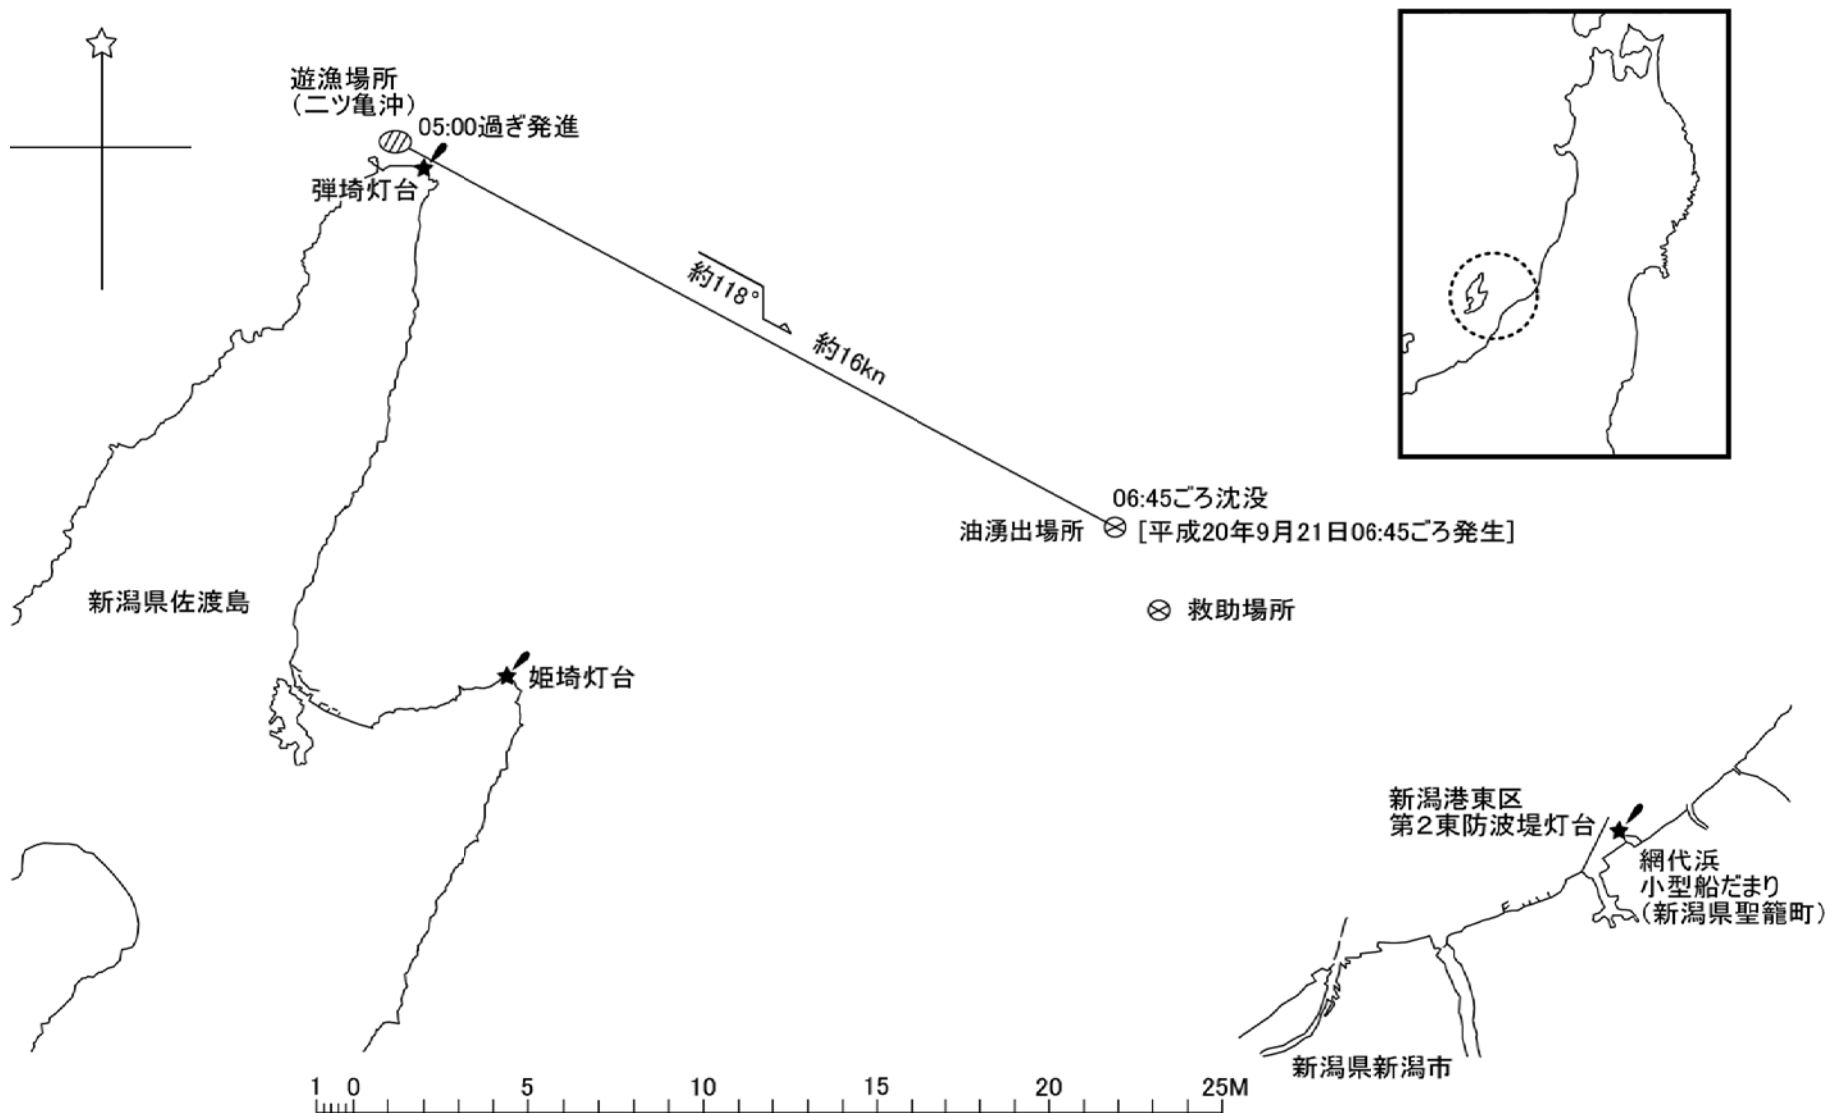 遊漁場所
(二ツ亀沖)
05:00過ぎ発進
弾埼灯台
約118°
約16kn
06:45ごろ沈没
油湧出場所
[平成20年9月21日06:45ごろ発生]
新潟県佐渡島
救助場所
姫埼灯台
新潟港東区
第2東防波堤灯台
網代浜
小型船だまり
(新潟県聖籠町)
新潟県新潟市
1 0 5 10 15 20 25M